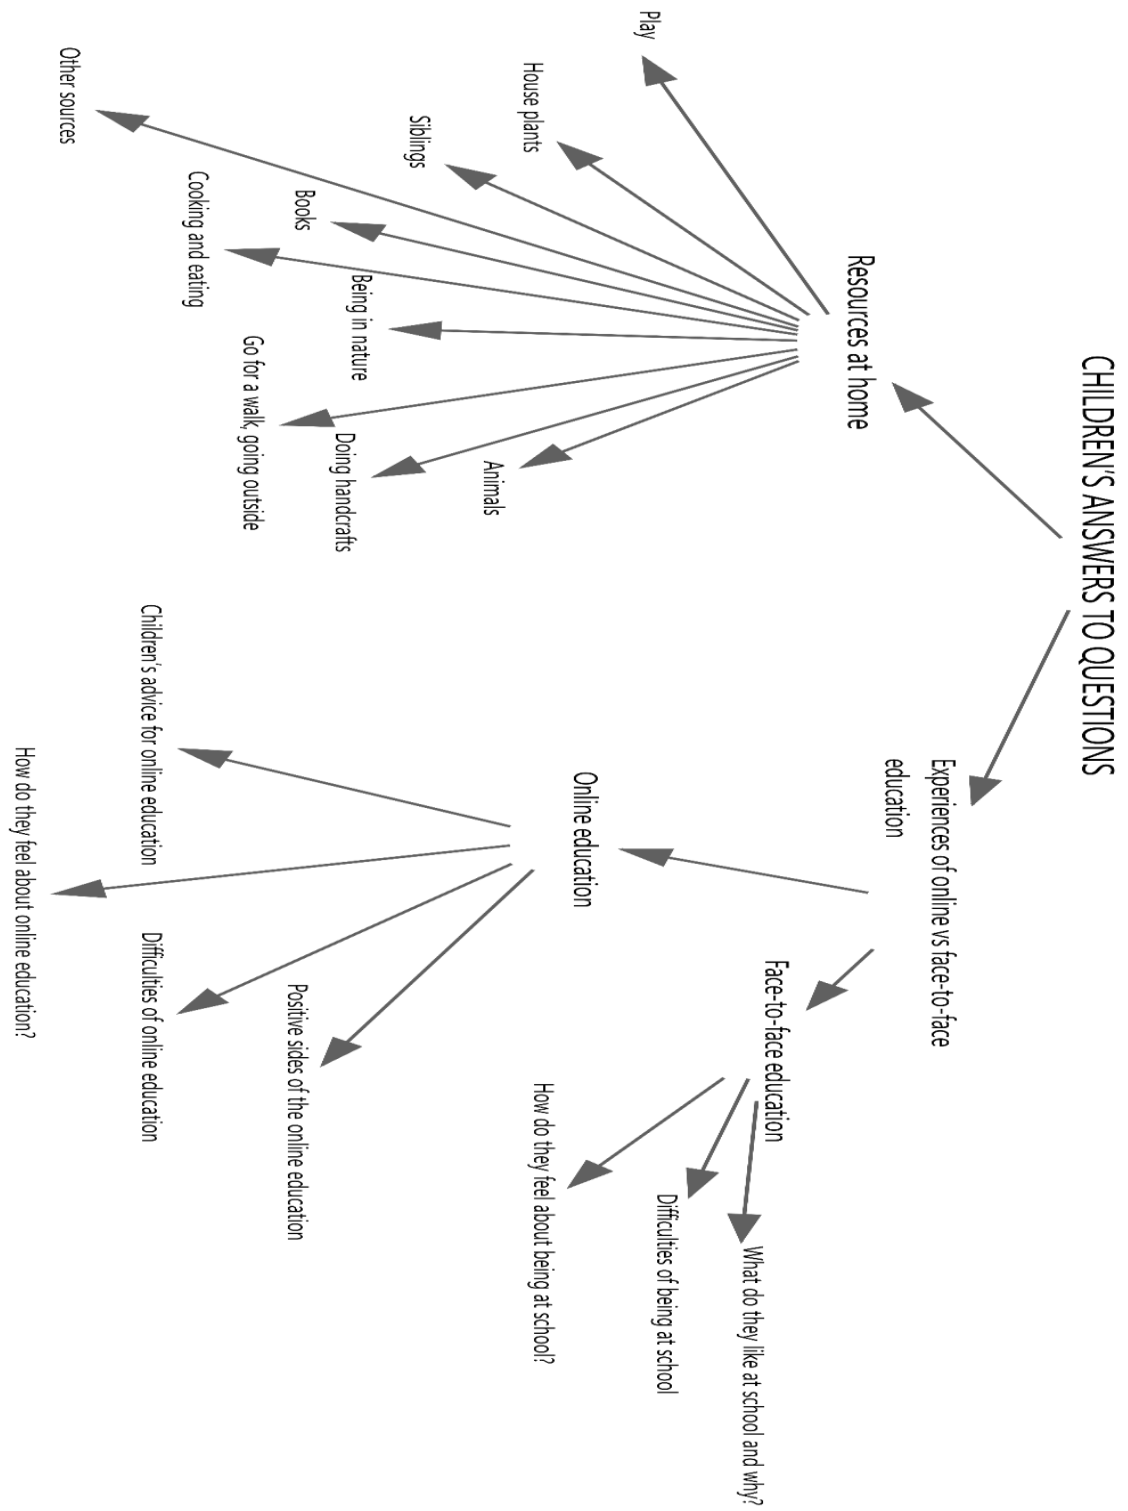 CHILDREN'S ANSWERS TO QUESTIONS
Resources at home
Play
House plants
Siblings
Other sources
Books
Cooking and eating
Being in nature
Go for a walk, going outside
Doing handcrafts
Animals
Experiences of online vs face-to-face
education
Online education
Children's advice for online education
How do they feel about online education?
Difficulties of online education
Positive sides of the online education
Face-to-face education
How do they feel about being at school?
Difficulties of being at school
What do they like at school and why?